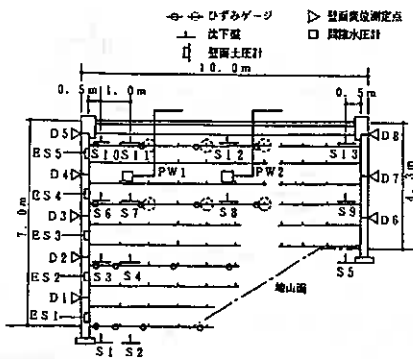 ひずみゲージ
壁面変位測定点
沈下盤
間隙水圧計
壁面土圧計
10.0m
0.5m 1.0m
0.5m
D5
D8
S10 S11
S12
S13
ES5
D4
PW1
PW2
D7
ES4
7.0m
4.3m
S6 S7
S8
S9
D3
D6
ES3
D2
S3 S4
S5
ES2
D1
地山面
ES1
S1 S2